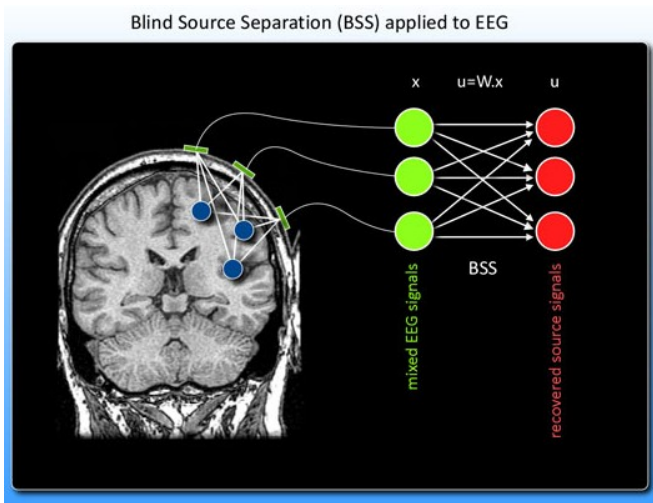 Blind Source Separation (BSS) applied to EEG
x
u=W.x
u
BSS
mixed EEG signals
recovered source signals